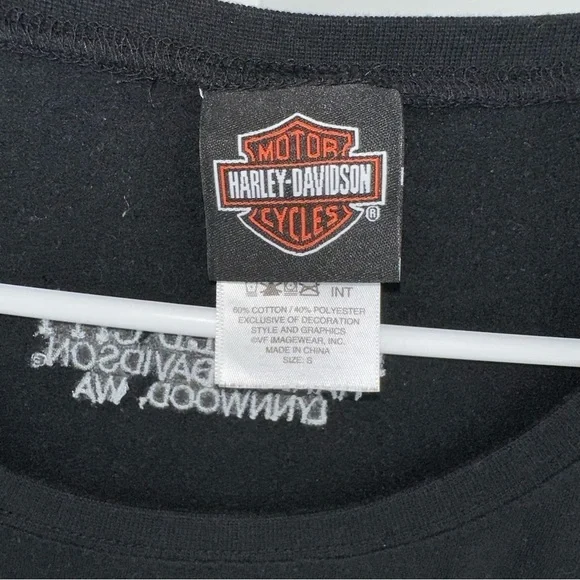 MOTOR
HARLEY-DAVIDSON
CYCLES ®
INT
60% COTTON / 40% POLYESTER
EXCLUSIVE OF DECORATION
STYLE AND GRAPHICS
©VF IMAGEWEAR, INC.
MADE IN CHINA
SIZE: S
DAVIDSON®
LYNNWOOD, WA